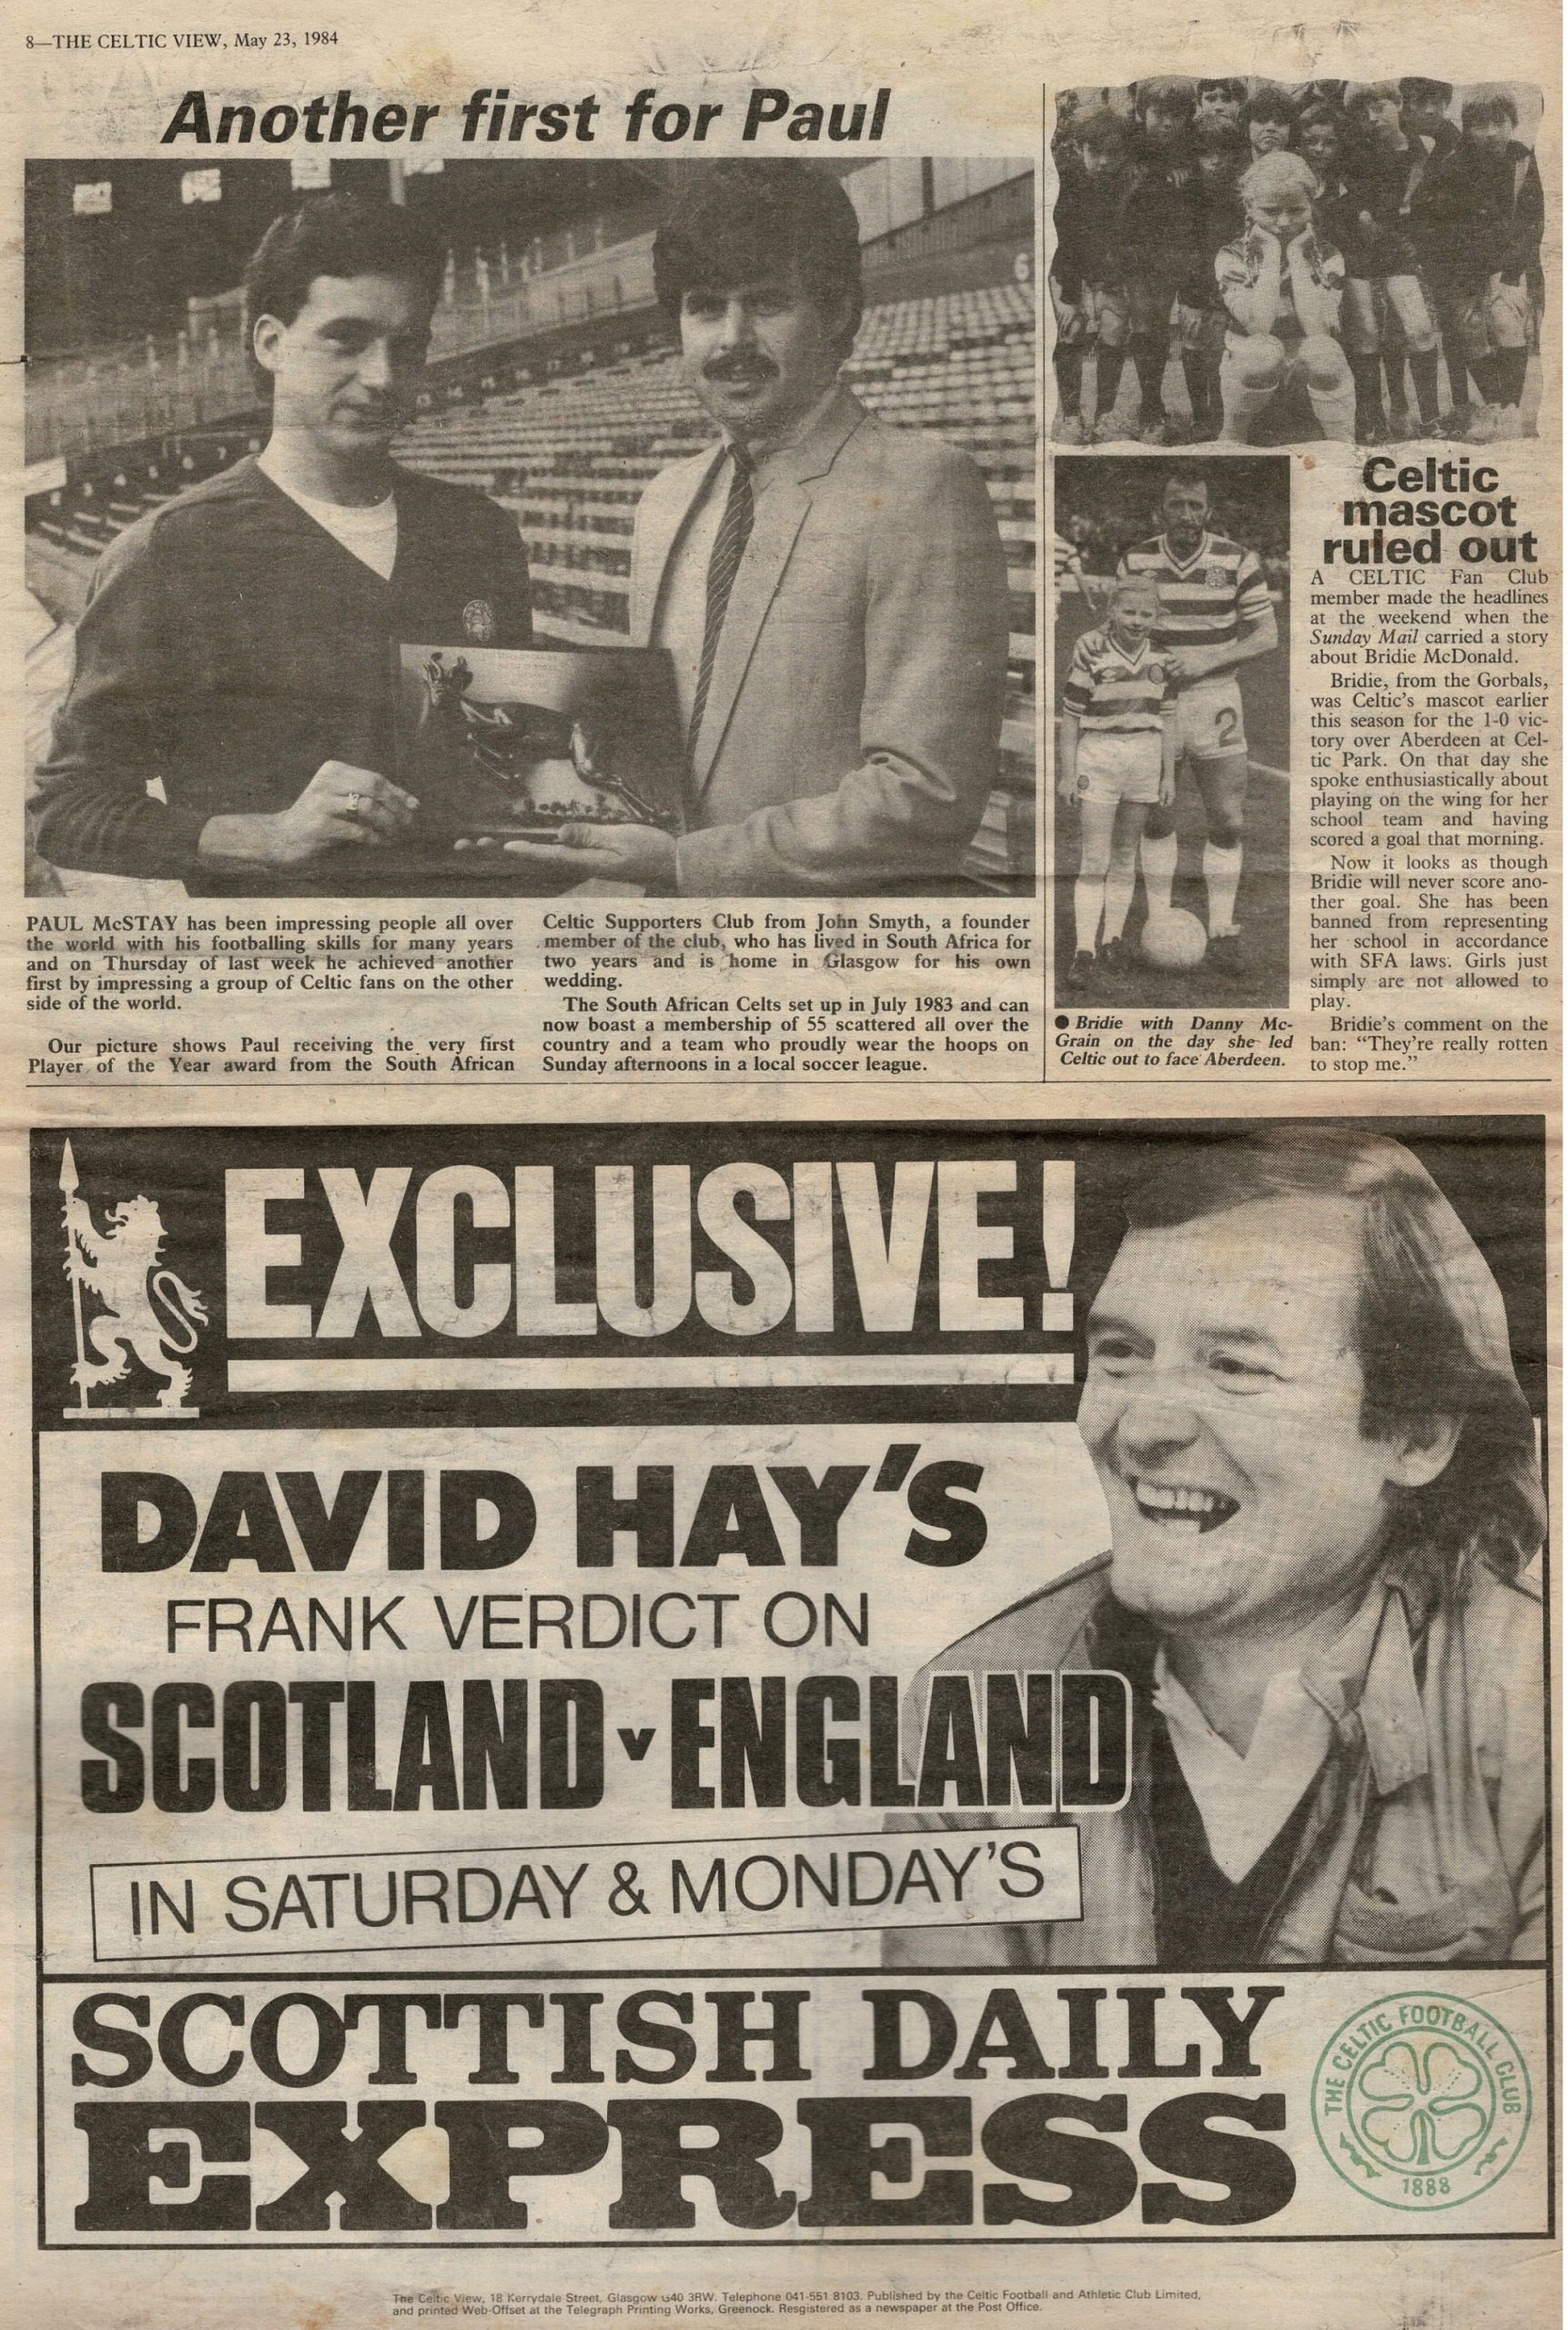 8—THE CELTIC VIEW, May 23, 1984
Another first for Paul
6
PAUL McSTAY has been impressing people all over
the world with his footballing skills for many years
and on Thursday of last week he achieved another
first by impressing a group of Celtic fans on the other
side of the world.
Our picture shows Paul receiving the very first
Player of the Year award from the South African
Celtic Supporters Club from John Smyth, a founder
member of the club, who has lived in South Africa for
two years and is home in Glasgow for his own
wedding.
The South African Celts set up in July 1983 and can
now boast a membership of 55 scattered all over the
country and a team who proudly wear the hoops on
Sunday afternoons in a local soccer league.
2
● Bridie with Danny Mc-
Grain on the day she led
Celtic out to face Aberdeen.
Celtic
mascot
ruled out
A CELTIC Fan Club
member made the headlines
at the weekend when the
Sunday Mail carried a story
about Bridie McDonald.
Bridie, from the Gorbals,
was Celtic's mascot earlier
this season for the 1-0 vic-
tory over Aberdeen at Cel-
tic Park. On that day she
spoke enthusiastically about
playing on the wing for her
school team and having
scored a goal that morning.
Now it looks as though
Bridie will never score ano-
ther goal. She has been
banned from representing
her school in accordance
with SFA laws. Girls just
simply are not allowed to
play.
Bridie's comment on the
ban: “They're really rotten
to stop me.”
EXCLUSIVE!
DAVID HAY'S
FRANK VERDICT ON
SCOTLAND v ENGLAND
IN SATURDAY & MONDAY'S
SCOTTISH DAILY
EXPRESS
THE CELTIC FOOTBALL CLUB
1888
The Celtic View, 18 Kerrydale Street, Glasgow G40 3RW. Telephone 041-551 8103. Published by the Celtic Football and Athletic Club Limited,
and printed Web-Offset at the Telegraph Printing Works, Greenock. Resgistered as a newspaper at the Post Office.